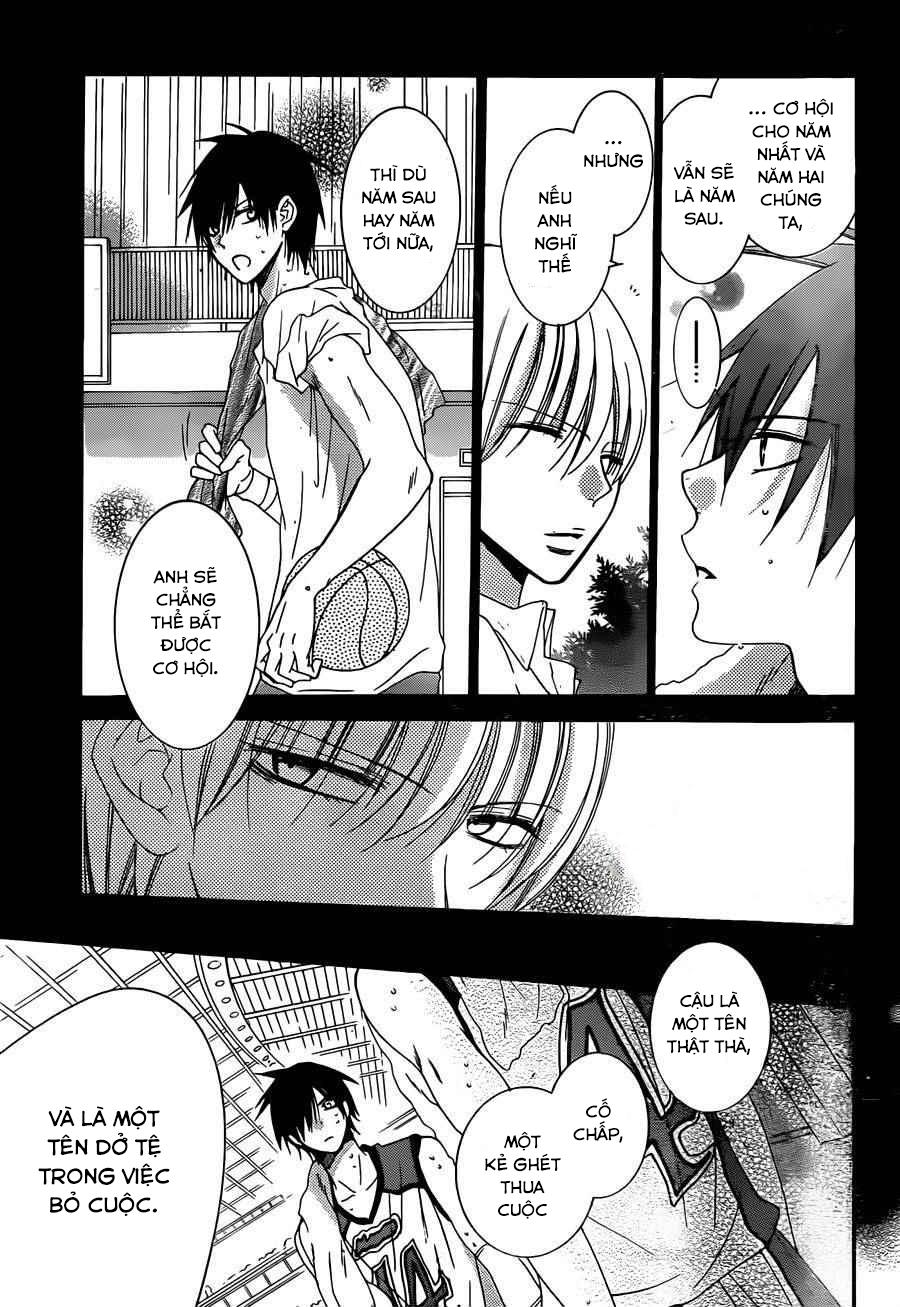 ... CƠ HỘI
CHO NĂM
NHẤT VÀ
NĂM HAI
CHÚNG
TA,
VẪN SẼ
LÀ NĂM
SAU.
...
...
NHƯNG
NẾU
ANH
NGHĨ
THẾ
THÌ DÙ
NĂM SAU
HAY NĂM
TỚI NỮA,
ANH SẼ
CHẲNG
THỂ BẮT
ĐƯỢC
CƠ HỘI.
CẬU LÀ
MỘT TÊN
THẬT THÀ,
CỐ
CHẤP,
MỘT
KẺ GHÉT
THUA
CUỘC
VÀ LÀ MỘT
TÊN DỞ TỆ
TRONG VIỆC
BỎ CUỘC.
4